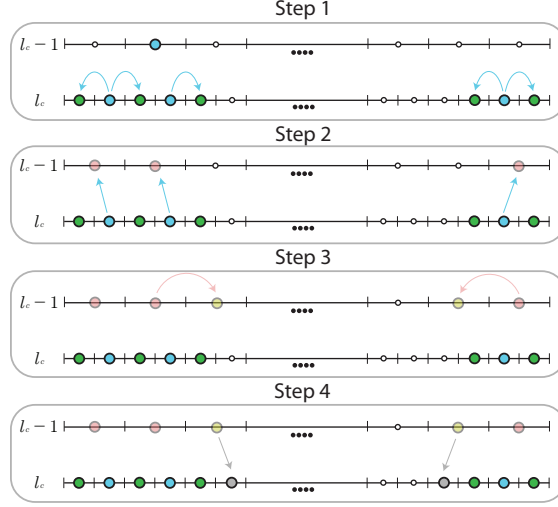 Step 1
l_c − 1
l_c
Step 2
l_c − 1
l_c
Step 3
l_c − 1
l_c
Step 4
l_c − 1
l_c